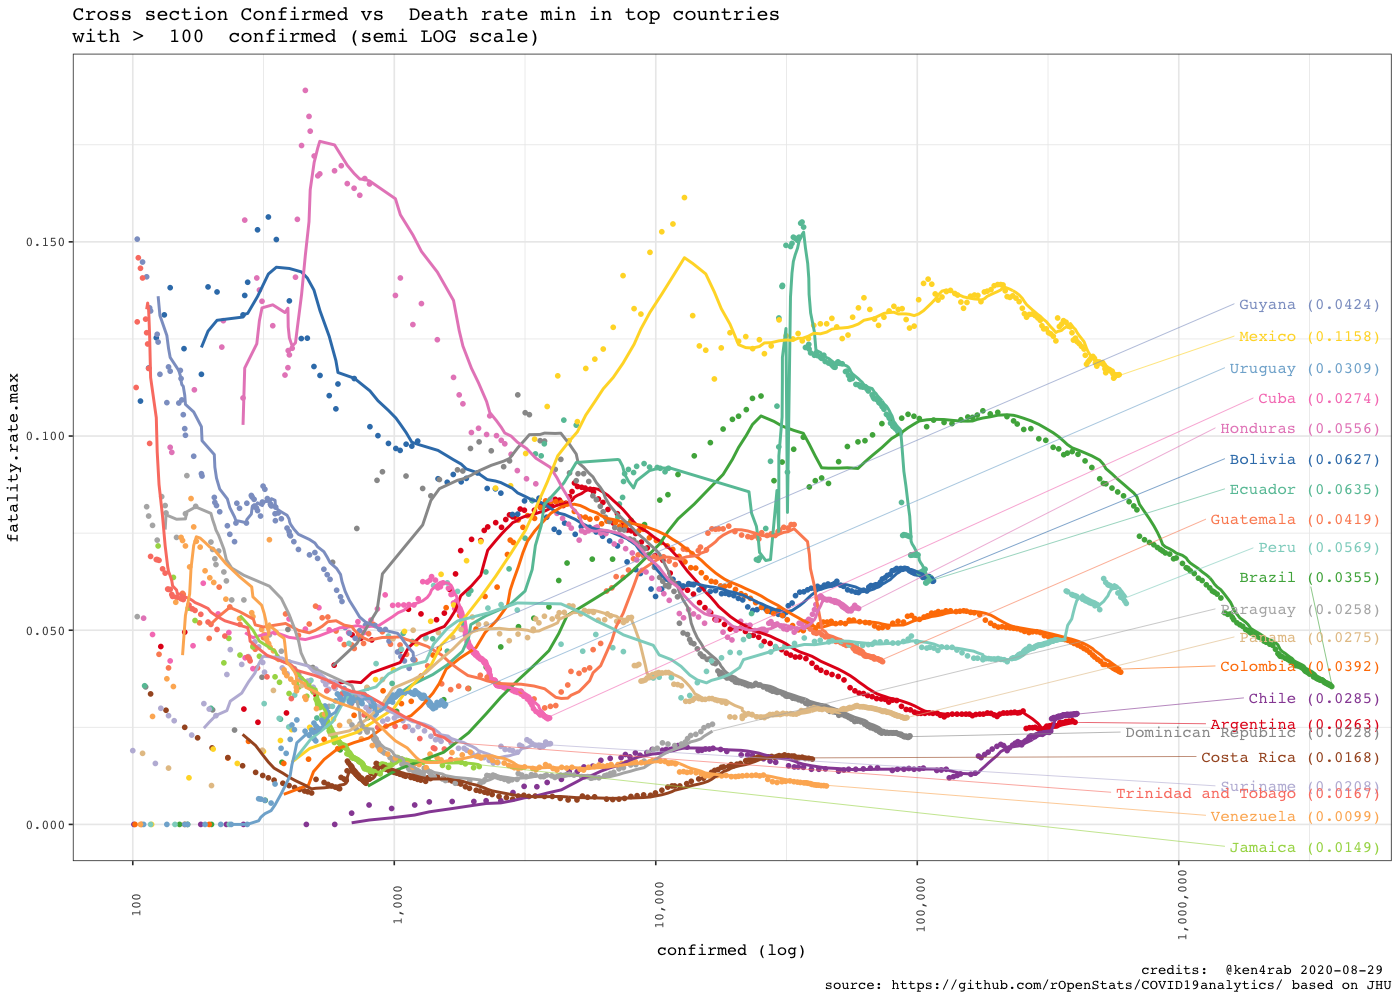 Cross section Confirmed vs  Death rate min in top countries
with >  100  confirmed (semi LOG scale)
fatality.rate.max
0.150
0.100
0.050
0.000
Guyana (0.0424)
Mexico (0.1158)
Uruguay (0.0309)
Cuba (0.0274)
Honduras (0.0556)
Bolivia (0.0627)
Ecuador (0.0635)
Guatemala (0.0419)
Peru (0.0569)
Brazil (0.0355)
Paraguay (0.0258)
Panama (0.0275)
Colombia (0.0392)
Chile (0.0285)
Argentina (0.0263)
Dominican Republic (0.0228)
Costa Rica (0.0168)
Suriname (0.0208)
Trinidad and Tobago (0.0167)
Venezuela (0.0099)
Jamaica (0.0149)
100
1,000
10,000
100,000
1,000,000
confirmed (log)
credits:  @ken4rab 2020-08-29
source: https://github.com/rOpenStats/COVID19analytics/ based on JHU